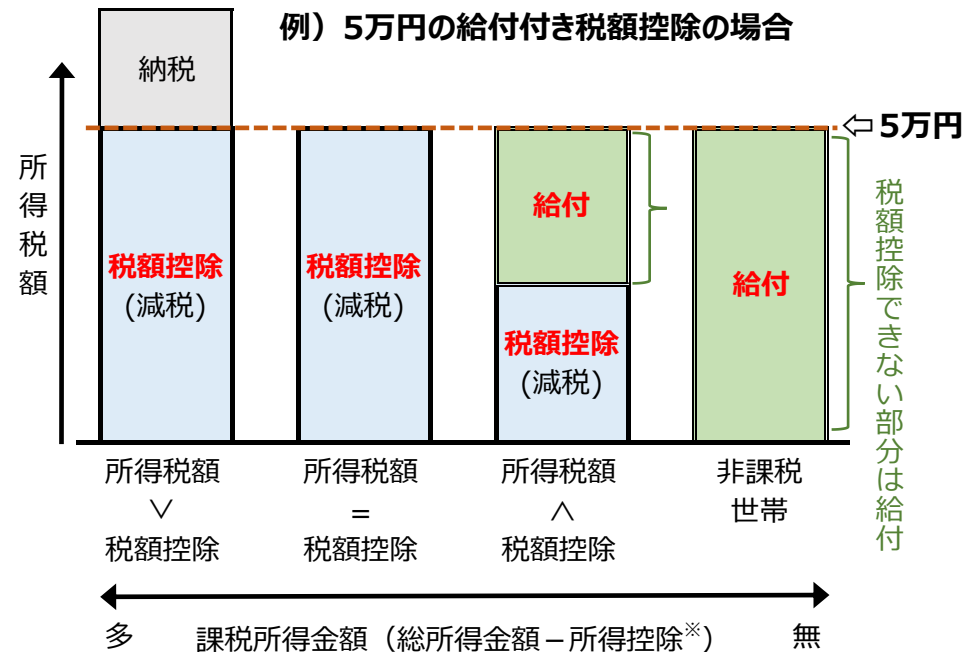 例）5万円の給付付き税額控除の場合
納税
⇦5万円
所得税額
税額控除
(減税)
税額控除
(減税)
給付
税額控除
(減税)
給付
税額控除できない部分は給付
所得税額
∨
税額控除
所得税額
=
税額控除
所得税額
∧
税額控除
非課税
世帯
多 課税所得金額（総所得金額－所得控除※） 無